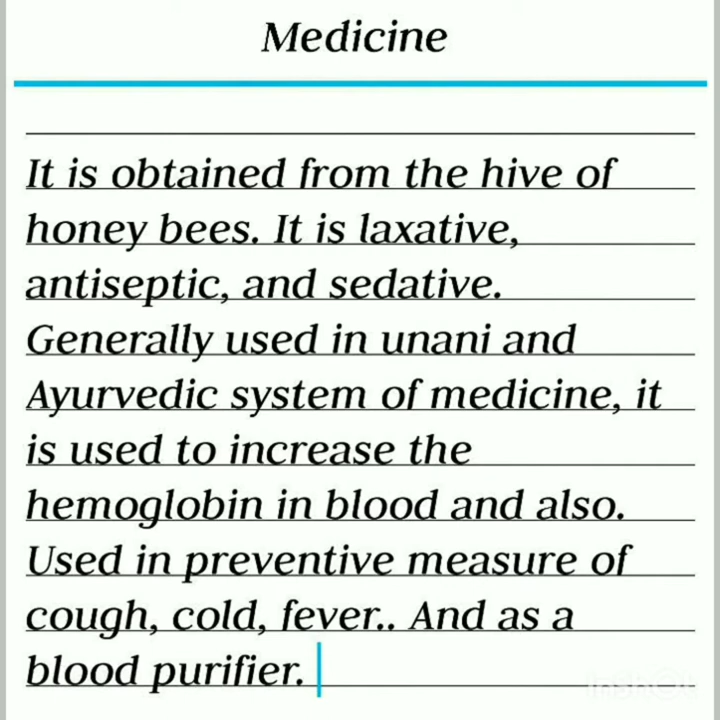 Medicine
It is obtained from the hive of
honey bees. It is laxative,
antiseptic, and sedative.
Generally used in unani and
Ayurvedic system of medicine, it
is used to increase the
hemoglobin in blood and also.
Used in preventive measure of
cough, cold, fever.. And as a
blood purifier.
InShOt